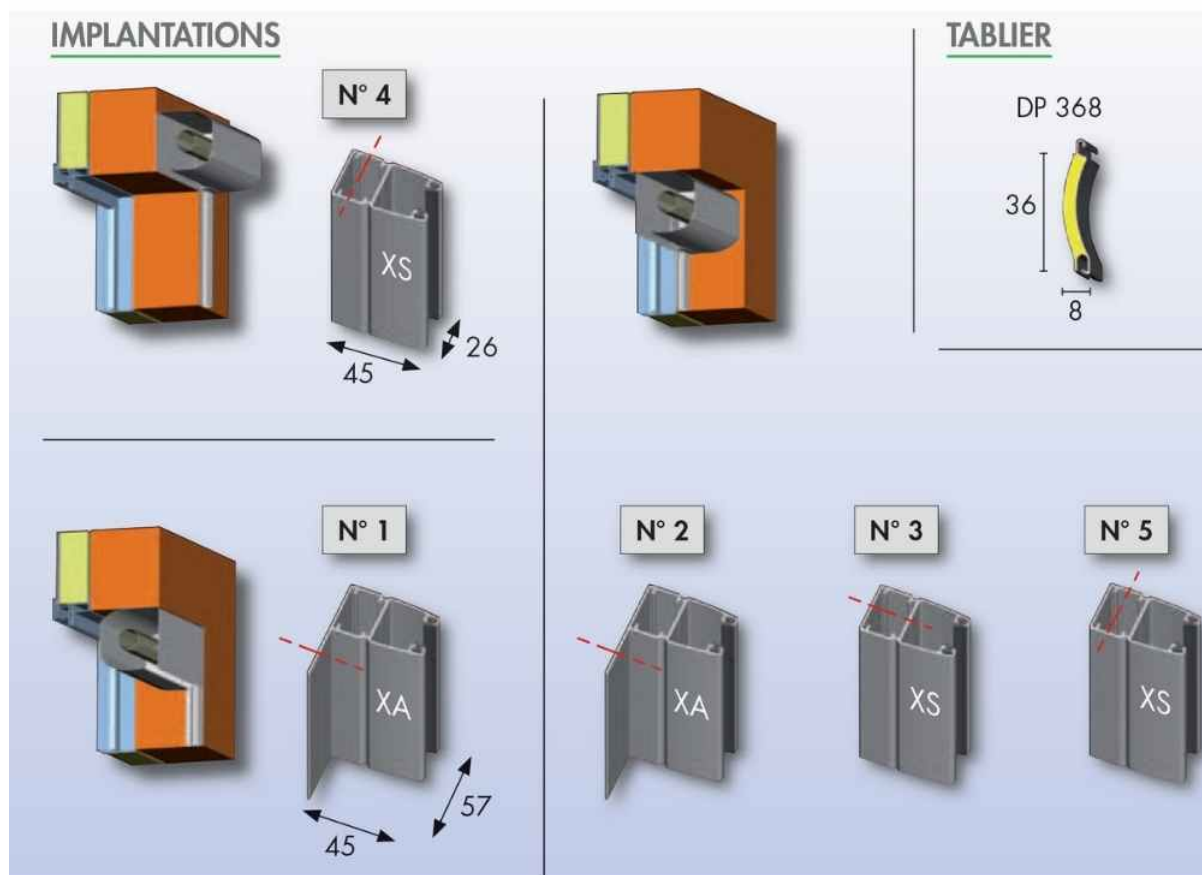 IMPLANTATIONS
TABLIER
N° 4
XS
45
26
DP 368
36
8
N° 1
XA
45
57
N° 2
XA
N° 3
XS
N° 5
XS